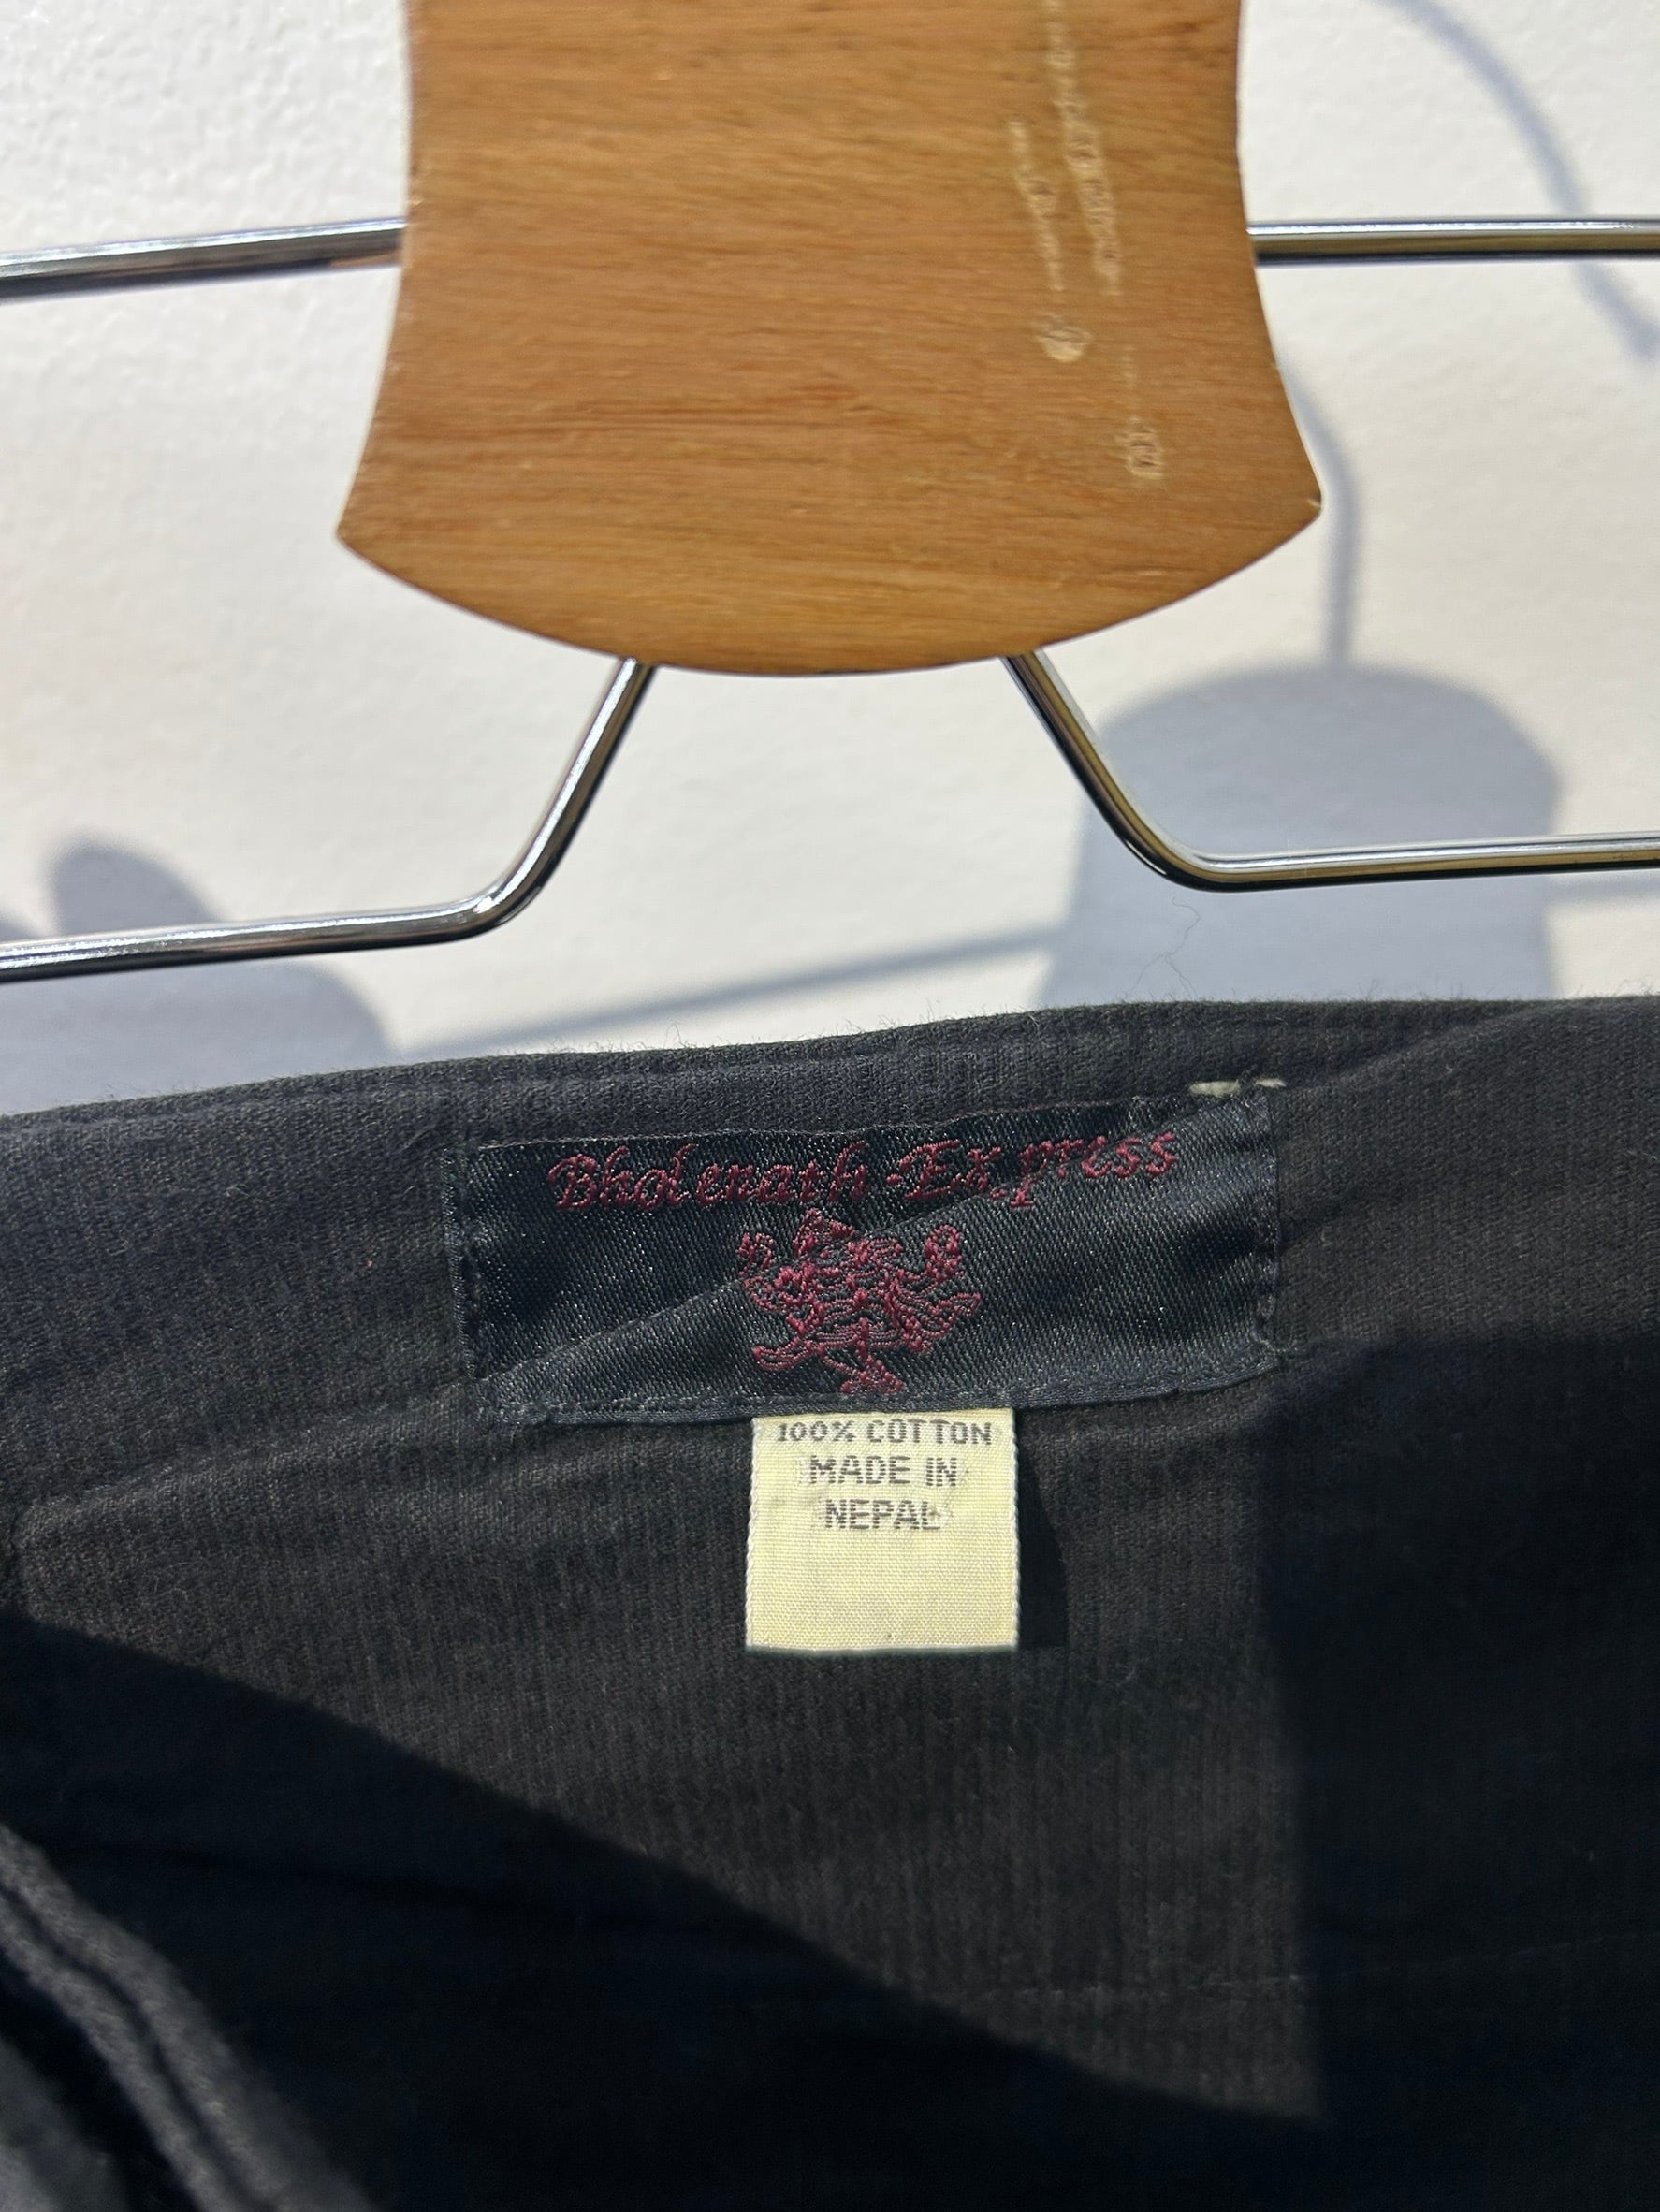 Bholenath Express
100% COTTON
MADE IN
NEPAL